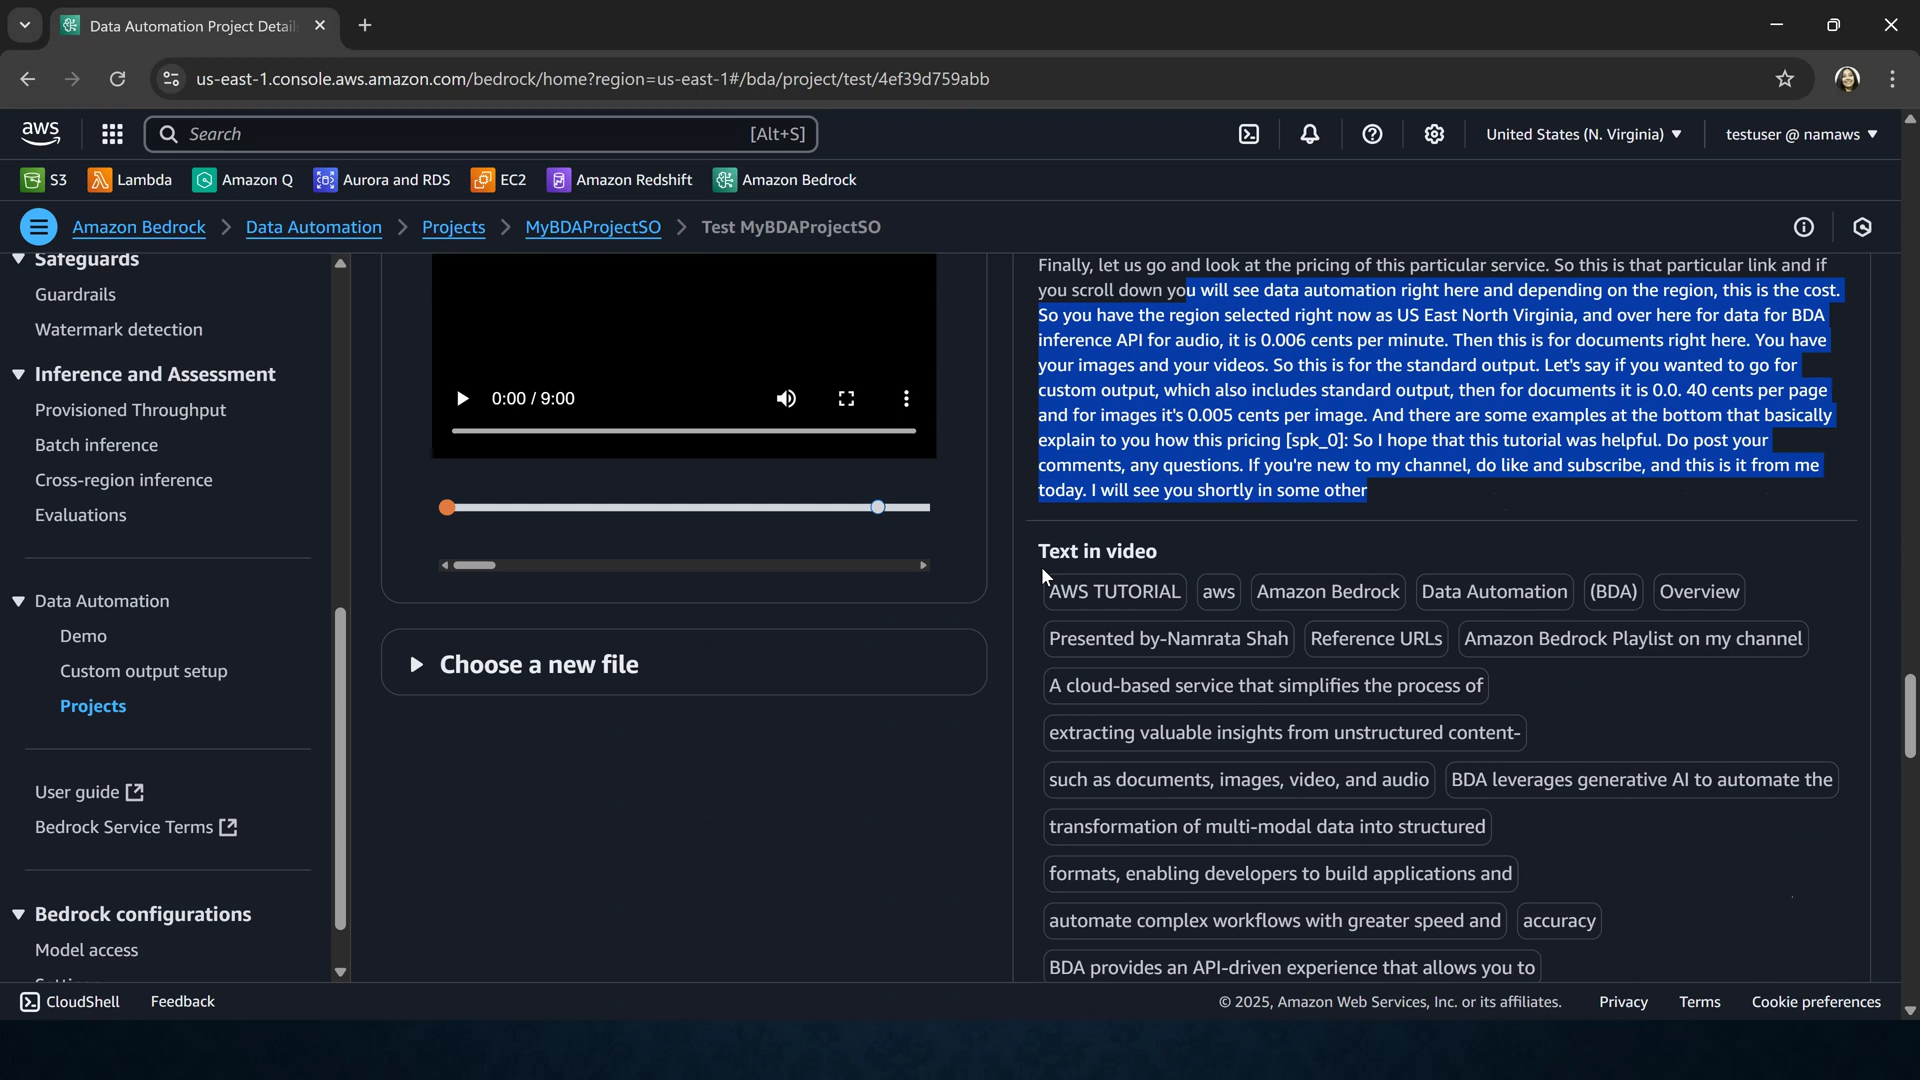 Data Automation Project Detail
us-east-1.console.aws.amazon.com/bedrock/home?region=us-east-1#/bda/project/test/4ef39d759abb
aws
Search
[Alt+S]
United States (N. Virginia)
testuser @ namaws
S3
Lambda
Amazon Q
Aurora and RDS
EC2
Amazon Redshift
Amazon Bedrock
Amazon Bedrock
Data Automation
Projects
MyBDAProjectSO
Test MyBDAProjectSO
Safeguards
Guardrails
Watermark detection
Inference and Assessment
Provisioned Throughput
Batch inference
Cross-region inference
Evaluations
Data Automation
Demo
Custom output setup
Projects
User guide
Bedrock Service Terms
Bedrock configurations
Model access
0:00 / 9:00
Choose a new file
Finally, let us go and look at the pricing of this particular service. So this is that particular link and if
you scroll down you will see data automation right here and depending on the region, this is the cost.
So you have the region selected right now as US East North Virginia, and over here for data for BDA
inference API for audio, it is 0.006 cents per minute. Then this is for documents right here. You have
your images and your videos. So this is for the standard output. Let's say if you wanted to go for
custom output, which also includes standard output, then for documents it is 0.0. 40 cents per page
and for images it's 0.005 cents per image. And there are some examples at the bottom that basically
explain to you how this pricing [spk_0]: So I hope that this tutorial was helpful. Do post your
comments, any questions. If you're new to my channel, do like and subscribe, and this is it from me
today. I will see you shortly in some other
Text in video
AWS TUTORIAL
aws
Amazon Bedrock
Data Automation
(BDA)
Overview
Presented by-Namrata Shah
Reference URLs
Amazon Bedrock Playlist on my channel
A cloud-based service that simplifies the process of
extracting valuable insights from unstructured content-
such as documents, images, video, and audio
BDA leverages generative AI to automate the
transformation of multi-modal data into structured
formats, enabling developers to build applications and
automate complex workflows with greater speed and
accuracy
BDA provides an API-driven experience that allows you to
CloudShell
Feedback
© 2025, Amazon Web Services, Inc. or its affiliates.
Privacy
Terms
Cookie preferences